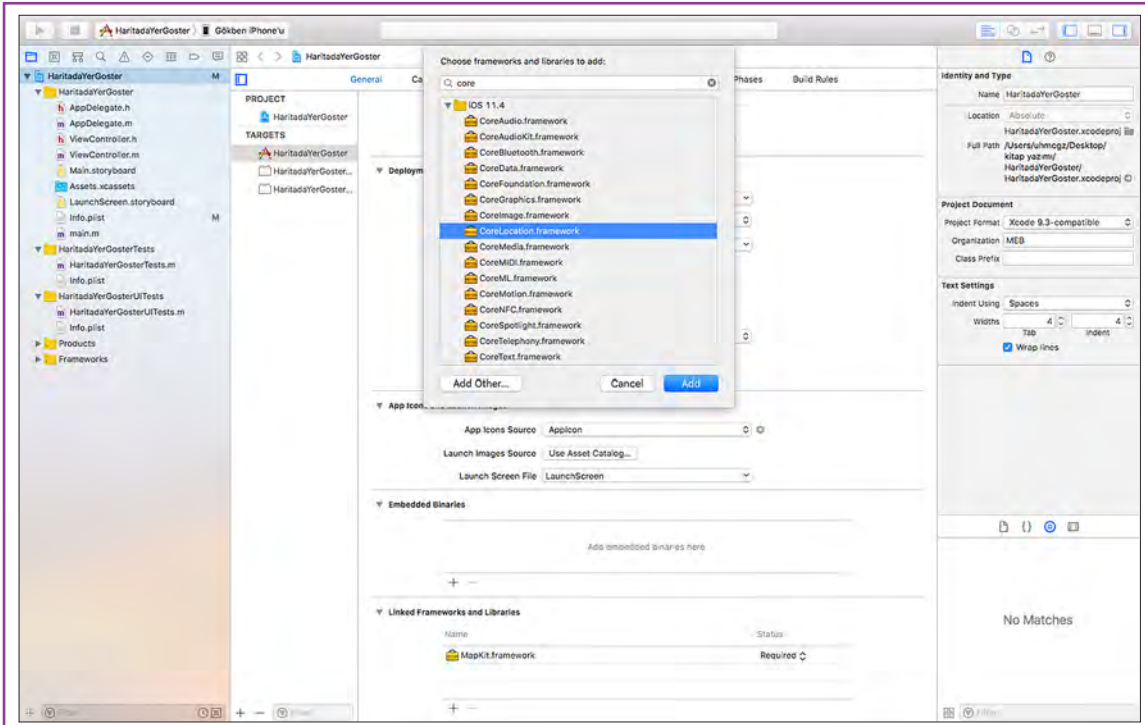 HaritadaYerGoster
Gökben iPhone'u
HaritadaYerGoster M
HaritadaYerGoster
AppDelegate.h
AppDelegate.m
ViewController.h
ViewController.m
Main.storyboard
Assets.xcassets
LaunchScreen.storyboard
Info.plist M
main.m
HaritadaYerGosterTests
HaritadaYerGosterTests.m
Info.plist
HaritadaYerGosterUITests
HaritadaYerGosterUITests.m
Info.plist
Products
Frameworks
Filter
HaritadaYerGoster
General Ca
Phases Build Rules
PROJECT
HaritadaYerGoster
TARGETS
HaritadaYerGoster
HaritadaYerGoster...
HaritadaYerGoster...
Filter
Choose frameworks and libraries to add:
core
iOS 11.4
CoreAudio.framework
CoreAudioKit.framework
CoreBluetooth.framework
CoreData.framework
CoreFoundation.framework
CoreGraphics.framework
CoreImage.framework
CoreLocation.framework
CoreMedia.framework
CoreMIDI.framework
CoreML.framework
CoreMotion.framework
CoreNFC.framework
CoreSpotlight.framework
CoreTelephony.framework
CoreText.framework
Add Other... Cancel Add
Deploym
App Icons Source AppIcon
Launch Images Source Use Asset Catalog...
Launch Screen File LaunchScreen
Embedded Binaries
Add embedded binaries here
Linked Frameworks and Libraries
Name Status
MapKit.framework Required
Identity and Type
Name HaritadaYerGoster
Location Absolute
HaritadaYerGoster.xcodeproj
Full Path /Users/uhmcgz/Desktop/
kitap yazımı/
HaritadaYerGoster/
HaritadaYerGoster.xcodeproj
Project Document
Project Format Xcode 9.3-compatible
Organization MEB
Class Prefix
Text Settings
Indent Using Spaces
Widths 4 4
Tab Indent
Wrap lines
No Matches
Filter